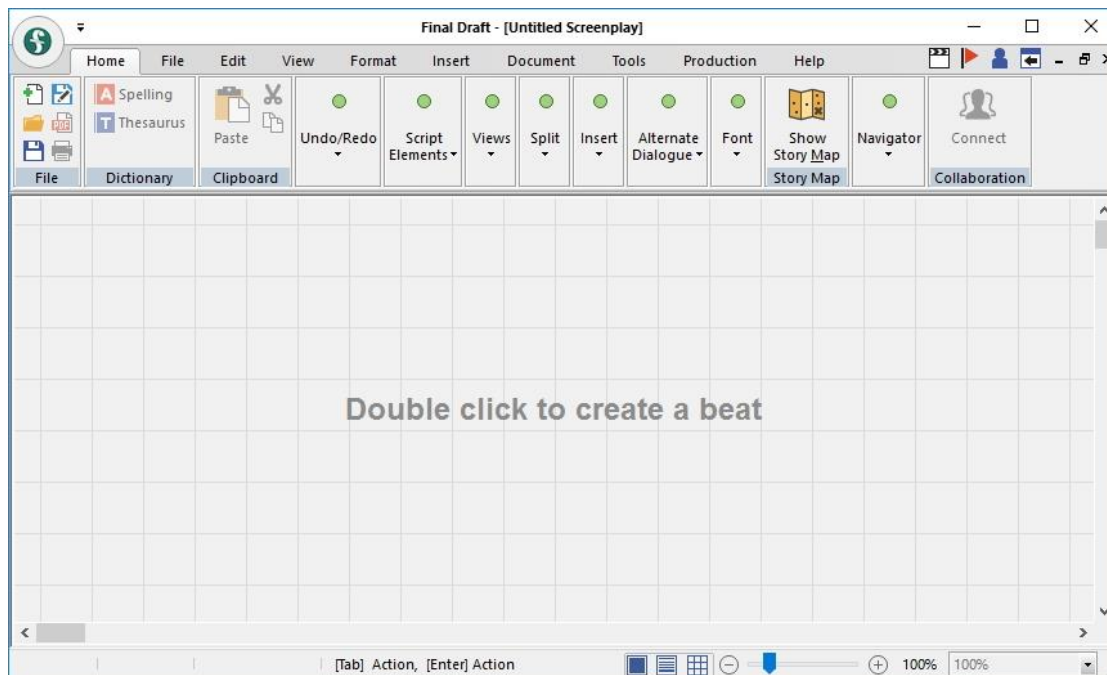 Final Draft - [Untitled Screenplay]
Home File Edit View Format Insert Document Tools Production Help
Spelling
Thesaurus
Paste
Undo/Redo
Script
Elements
Views
Split
Insert
Alternate
Dialogue
Font
Show
Story Map
Navigator
Connect
File
Dictionary
Clipboard
Story Map
Collaboration
Double click to create a beat
[Tab] Action, [Enter] Action
100%
100%